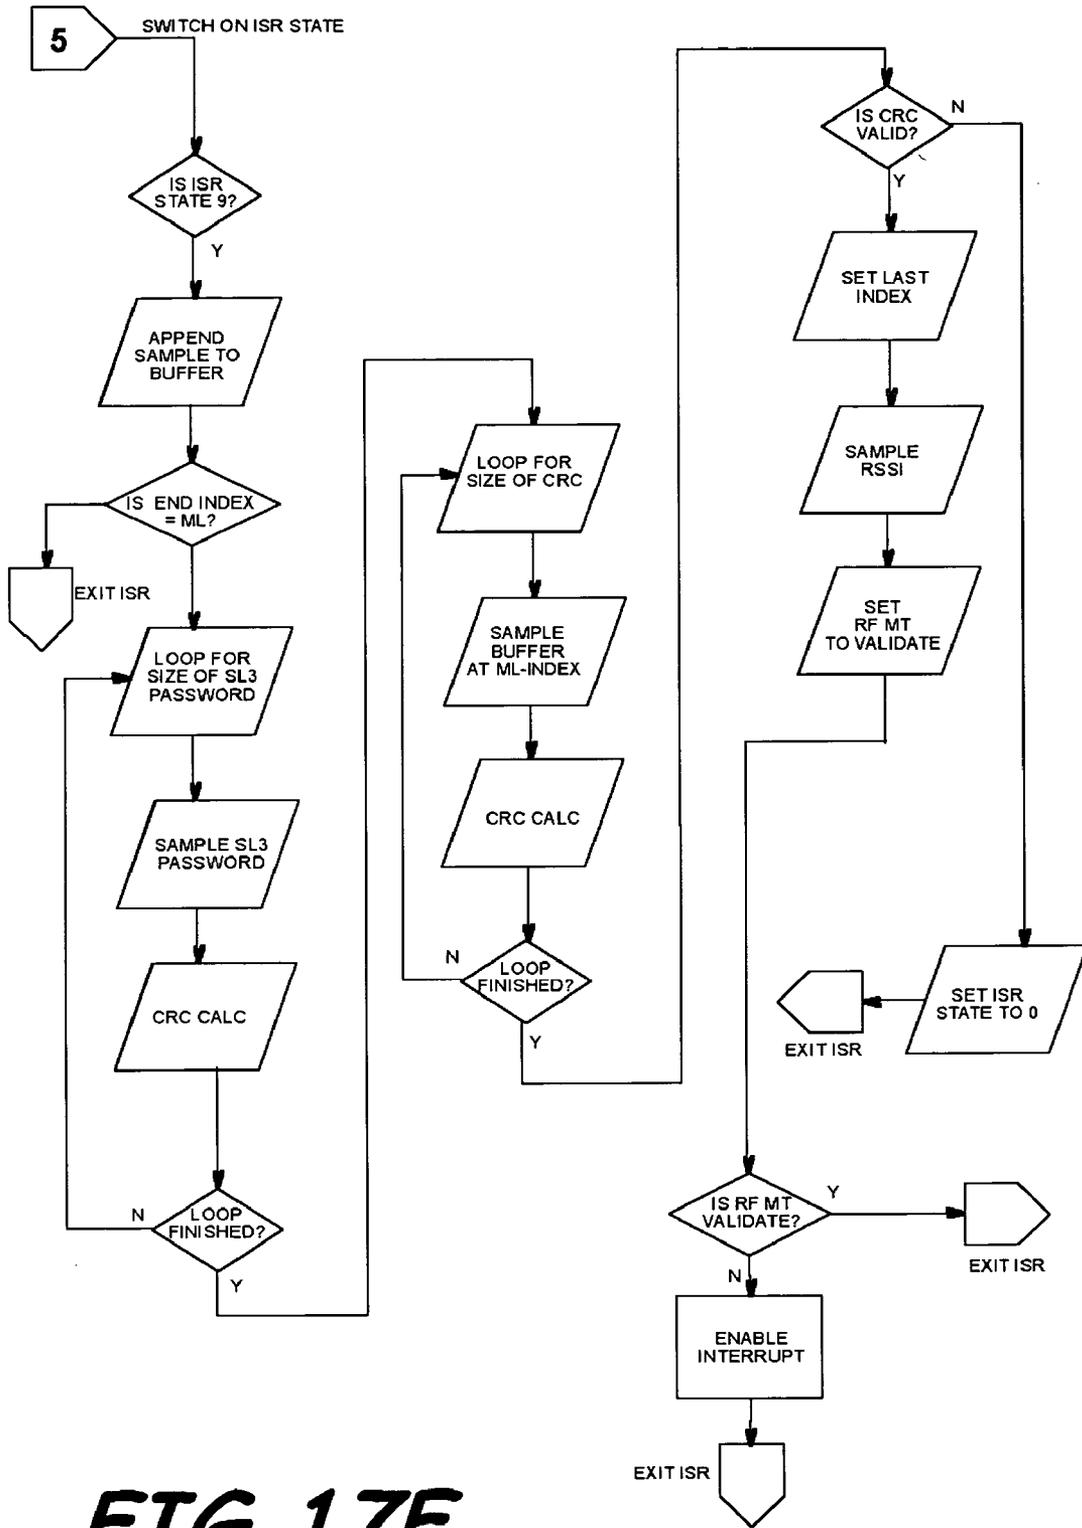 5
SWITCH ON ISR STATE
IS ISR
STATE 9?
Y
APPEND
SAMPLE TO
BUFFER
IS END INDEX
= ML?
EXIT ISR
LOOP FOR
SIZE OF SL3
PASSWORD
SAMPLE SL3
PASSWORD
CRC CALC
LOOP
FINISHED?
N
Y
LOOP FOR
SIZE OF CRC
SAMPLE
BUFFER
AT ML-INDEX
CRC CALC
LOOP
FINISHED?
N
Y
IS CRC
VALID?
N
Y
SET LAST
INDEX
SAMPLE
RSSI
SET
RF MT
TO VALIDATE
SET ISR
STATE TO 0
EXIT ISR
IS RF MT
VALIDATE?
Y
EXIT ISR
N
ENABLE
INTERRUPT
EXIT ISR